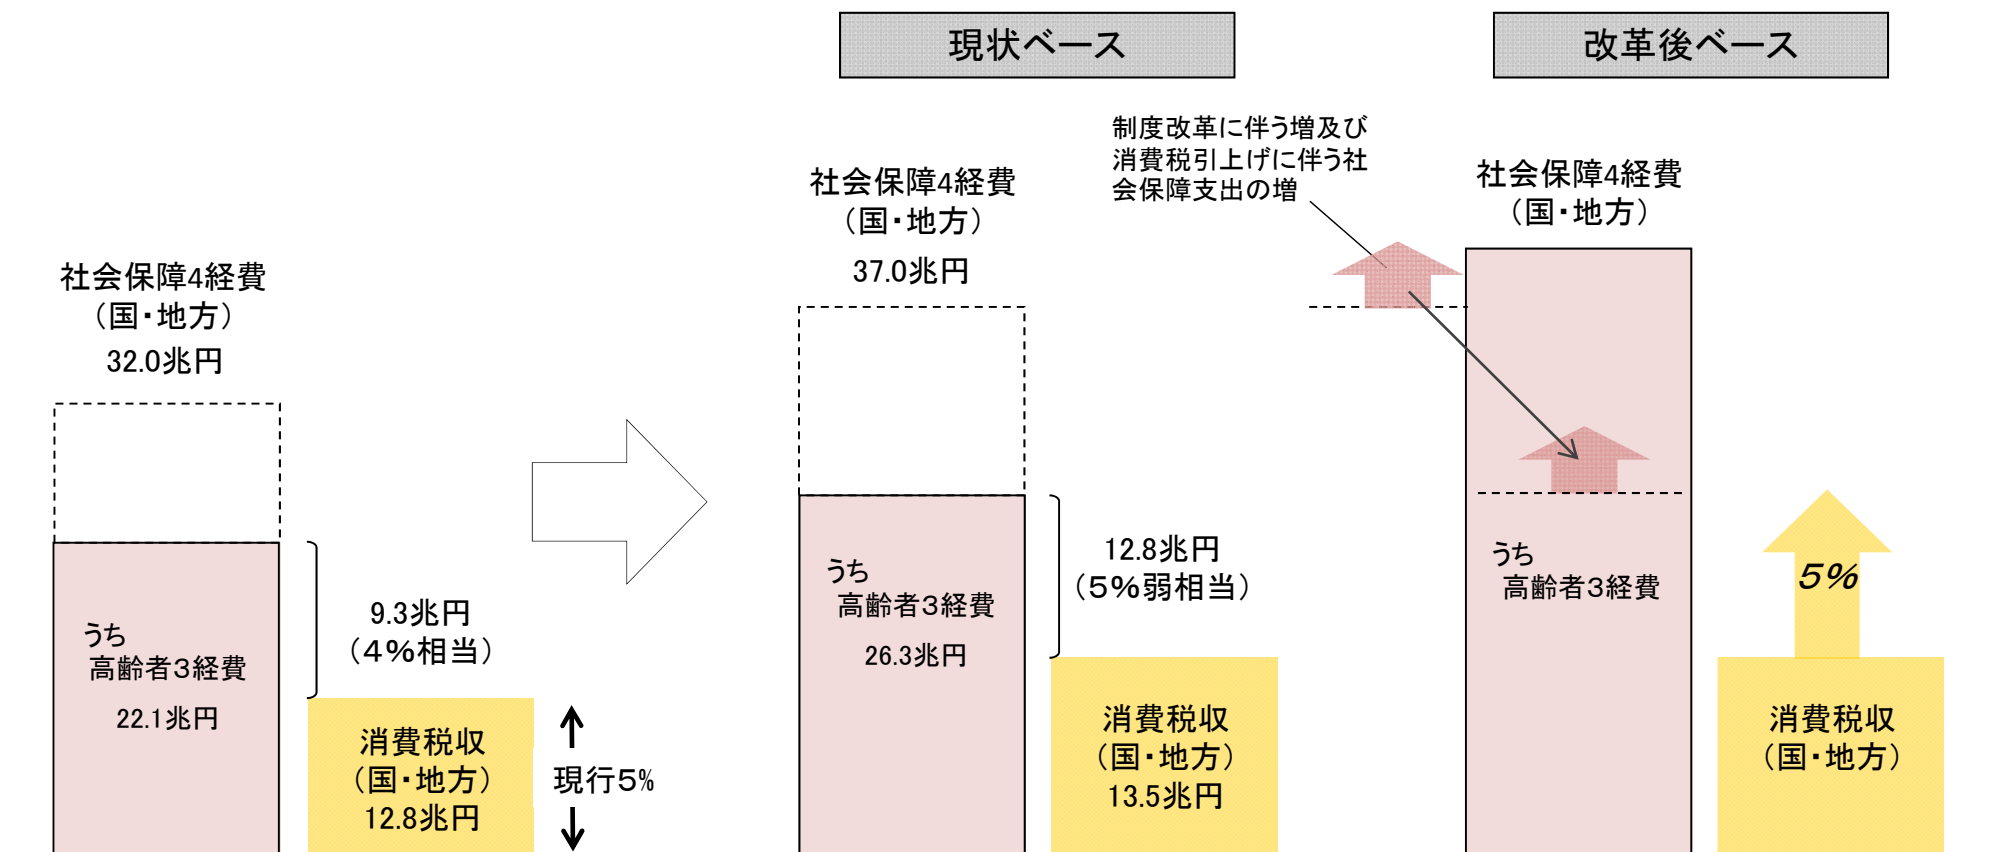 現状ベース
改革後ベース
制度改革に伴う増及び
消費税引上げに伴う社
会保障支出の増
社会保障4経費
(国・地方)
32.0兆円
うち
高齢者3経費
22.1兆円
9.3兆円
(4%相当)
消費税収
(国・地方)
12.8兆円
現行5%
社会保障4経費
(国・地方)
37.0兆円
うち
高齢者3経費
26.3兆円
12.8兆円
(5%弱相当)
消費税収
(国・地方)
13.5兆円
社会保障4経費
(国・地方)
うち
高齢者3経費
5%
消費税収
(国・地方)